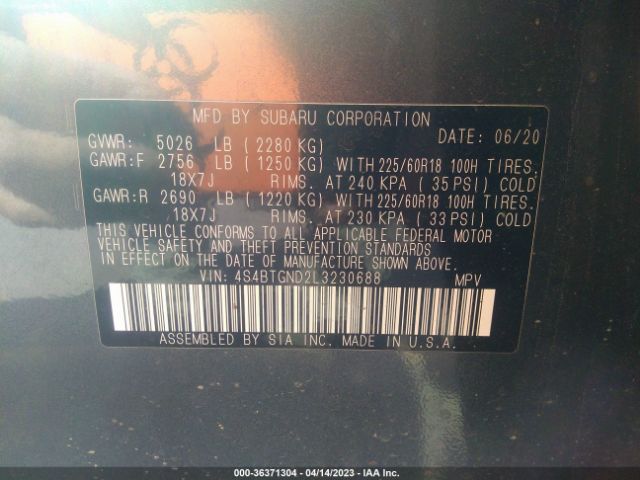 MFD BY SUBARU CORPORATION
GVWR: 5026 LB ( 2280 KG) DATE: 06/20
GAWR:F 2756 LB ( 1250 KG) WITH 225/60R18 100H TIRES.
18X7J RIMS. AT 240 KPA ( 35 PSI) COLD
GAWR:R 2690 LB ( 1220 KG) WITH 225/60R18 100H TIRES.
18X7J RIMS. AT 230 KPA ( 33 PSI) COLD
THIS VEHICLE CONFORMS TO ALL APPLICABLE FEDERAL MOTOR
VEHICLE SAFETY AND THEFT PREVENTION STANDARDS
IN EFFECT ON THE DATE OF MANUFACTURE SHOWN ABOVE.
VIN: 4S4BTGND2L3230688 MPV
ASSEMBLED BY SIA INC. MADE IN U.S.A.
000-36371304 - 04/14/2023 - IAA Inc.